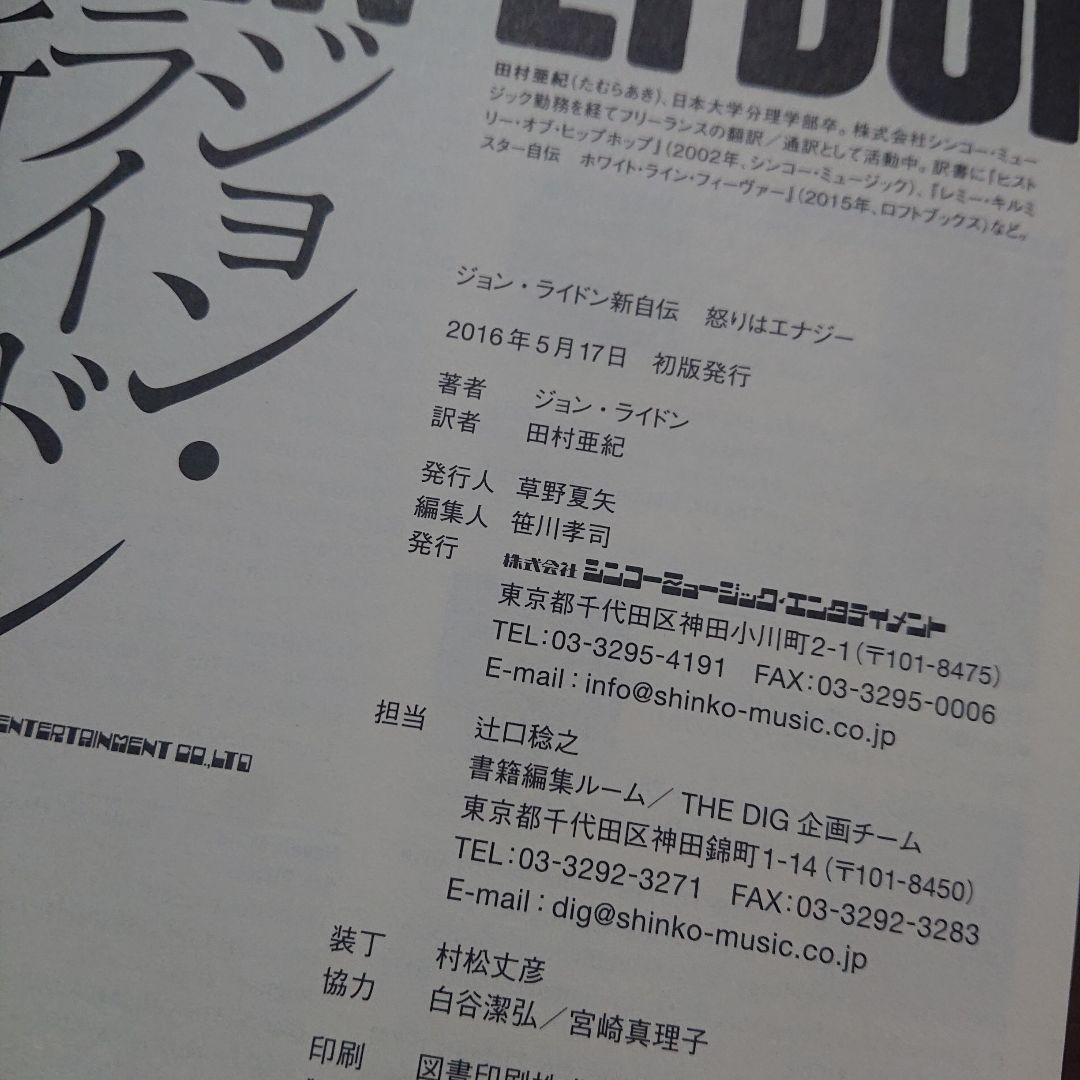 ジョン・
ライドン
LYDON
田村亜紀(たむらあき)、日本大学分理学部卒。株式会社シンコー・ミュー
ジック勤務を経てフリーランスの翻訳／通訳として活動中。訳書に『ヒスト
リー・オブ・ヒップホップ』(2002年、シンコー・ミュージック)、『レミー・キルミ
スター自伝　ホワイト・ライン・フィーヴァー』(2015年、ロフトブックス)など。
ジョン・ライドン新自伝　怒りはエナジー
2016年5月17日　初版発行
著者　ジョン・ライドン
訳者　田村亜紀
発行人　草野夏矢
編集人　笹川孝司
発行　株式会社 シンコーミュージック・エンタテイメント
東京都千代田区神田小川町2-1(〒101-8475)
TEL:03-3295-4191　FAX:03-3295-0006
E-mail : info@shinko-music.co.jp
担当　辻口稔之
書籍編集ルーム／ THE DIG 企画チーム
東京都千代田区神田錦町1-14(〒101-8450)
TEL:03-3292-3271　FAX:03-3292-3283
E-mail : dig@shinko-music.co.jp
ENTERTAINMENT CO.,LTD
装丁　村松丈彦
協力　白谷潔弘／宮崎真理子
印刷　図書印刷株